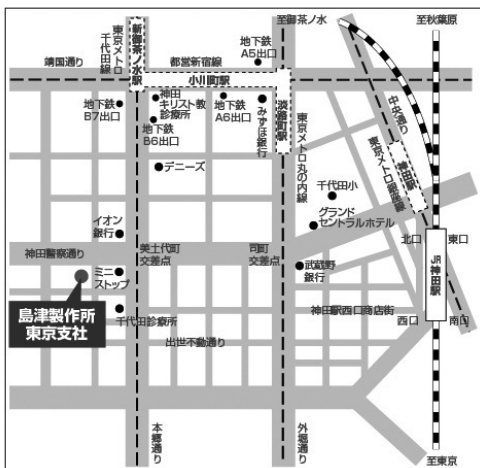 至御茶ノ水
至秋葉原
東京メトロ
千代田線
新御茶ノ水駅
都営新宿線
地下鉄
A5出口
靖国通り
小川町駅
地下鉄
B7出口
神田
キリスト教
診療所
地下鉄
B6出口
地下鉄
A6出口
みずほ銀行
淡路町駅
東京メトロ丸の内線
中央通り
東京メトロ銀座線
神田駅
デニーズ
千代田小
グランド
セントラルホテル
イオン
銀行
美土代町
交差点
司町
交差点
神田警察通り
ミニ
ストップ
武蔵野
銀行
北口
東口
JR神田駅
島津製作所
東京支社
千代田診療所
神田駅西口商店街
西口
南口
出世不動通り
本郷通り
外堀通り
至東京